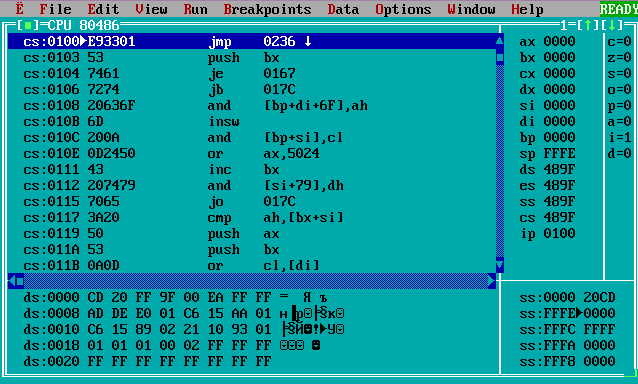 Ë File Edit View Run Breakpoints Data Options Window Help READY
[■]=CPU 80486 1=[↑][↓]
cs:0100►E93301 jmp 0236 ↓ ax 0000 c=0
cs:0103 53 push bx bx 0000 z=0
cs:0104 7461 je 0167 cx 0000 s=0
cs:0106 7274 jb 017C dx 0000 o=0
cs:0108 20636F and [bp+di+6F],ah si 0000 p=0
cs:010B 6D insw di 0000 a=0
cs:010C 200A and [bp+si],cl bp 0000 i=1
cs:010E 0D2450 or ax,5024 sp FFFE d=0
cs:0111 43 inc bx ds 489F
cs:0112 207479 and [si+79],dh es 489F
cs:0115 7065 jo 017C ss 489F
cs:0117 3A20 cmp ah,[bx+si] cs 489F
cs:0119 50 push ax ip 0100
cs:011A 53 push bx
cs:011B 0A0D or cl,[di]
ds:0000 CD 20 FF 9F 00 EA FF FF = Я ъ ss:0000 20CD
ds:0008 AD DE E0 01 C6 15 AA 01 н▐р☺╞§к☺ ss:FFFE►0000
ds:0010 C6 15 89 02 21 10 93 01 ╞§Й☻!►У☺ ss:FFFC FFFF
ds:0018 01 01 01 00 02 FF FF FF ☺☺☺ ☻ ss:FFFA 0000
ds:0020 FF FF FF FF FF FF FF FF ss:FFF8 0000